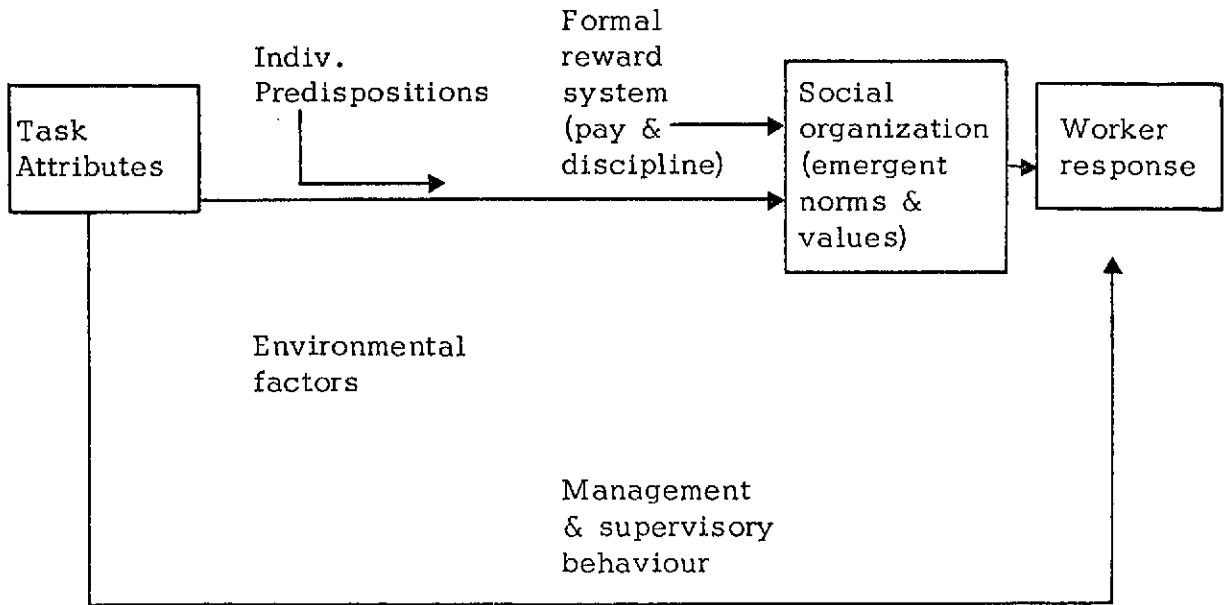 Task
Attributes
Indiv.
Predispositions
Formal
reward
system
(pay &
discipline)
Social
organization
(emergent
norms &
values)
Worker
response
Environmental
factors
Management
& supervisory
behaviour